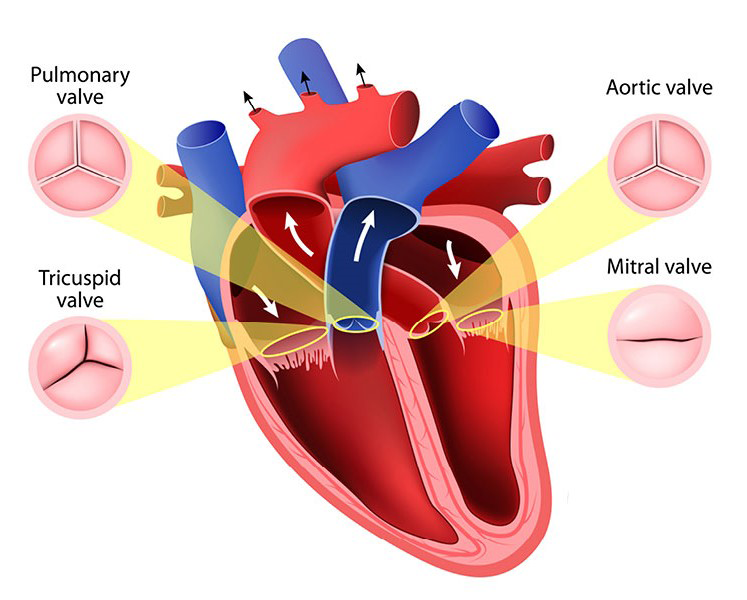 Pulmonary
valve
Aortic valve
Tricuspid
valve
Mitral valve